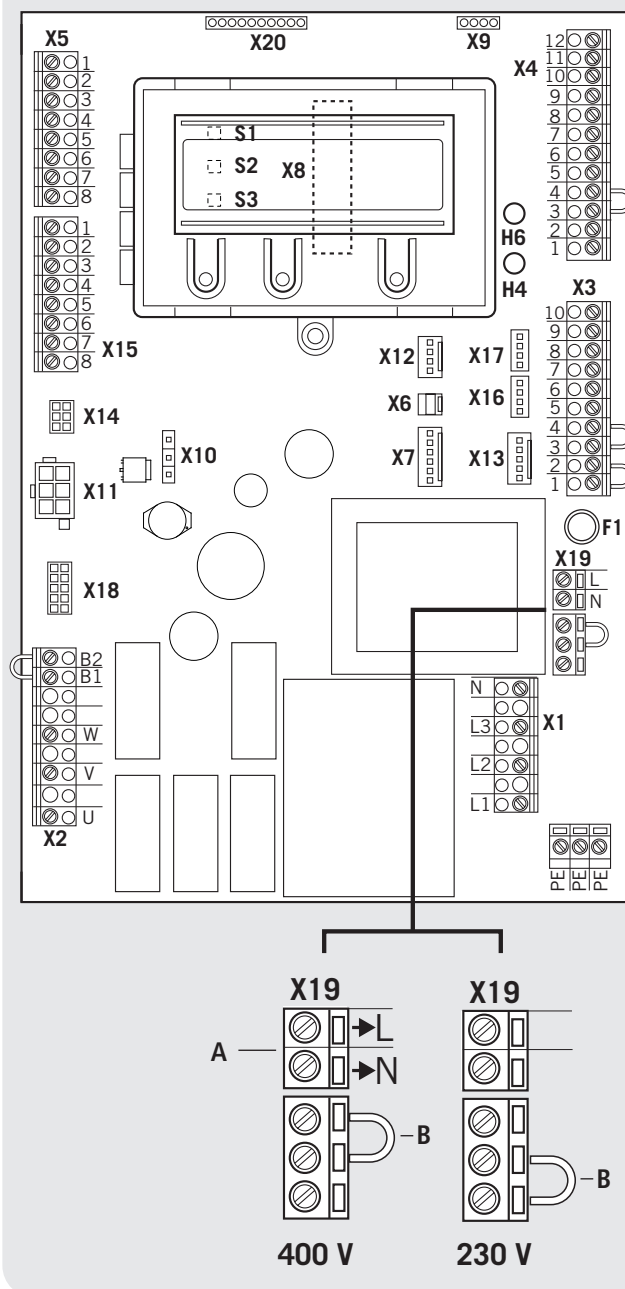 X20
X9
X5
1
2
3
4
5
6
7
8
X4
12
11
10
9
8
7
6
5
4
3
2
1
S1
S2
S3
X8
H6
H4
1
2
3
4
5
6
7
8
X15
X3
10
9
8
7
6
5
4
3
2
1
X12
X17
X6
X16
X7
X13
X14
X10
X11
X18
F1
X19
L
N
B2
B1
W
V
U
X2
N
L3
L2
L1
X1
PE
PE
PE
X19
X19
A
L
N
B
B
400 V
230 V